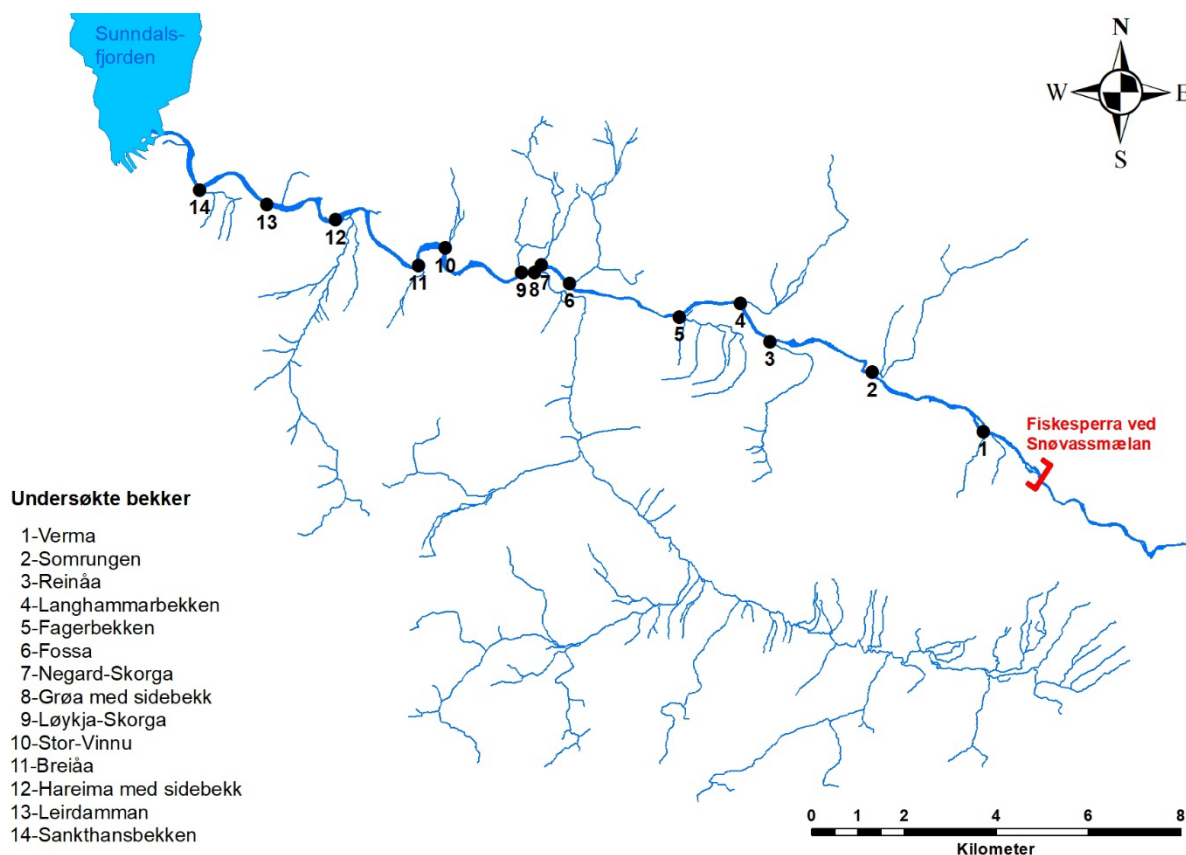 Sunndals-
fjorden
N
W
E
S
14
13
12
11
10
9
8
7
6
5
4
3
2
1
Fiskesperra ved
Snøvassmælan
Undersøkte bekker
1-Verma
2-Somrungen
3-Reinåa
4-Langhammarbekken
5-Fagerbekken
6-Fossa
7-Negard-Skorga
8-Grøa med sidebekk
9-Løykja-Skorga
10-Stor-Vinnu
11-Breiåa
12-Hareima med sidebekk
13-Leirdamman
14-Sankthansbekken
0 1 2 4 6 8
Kilometer